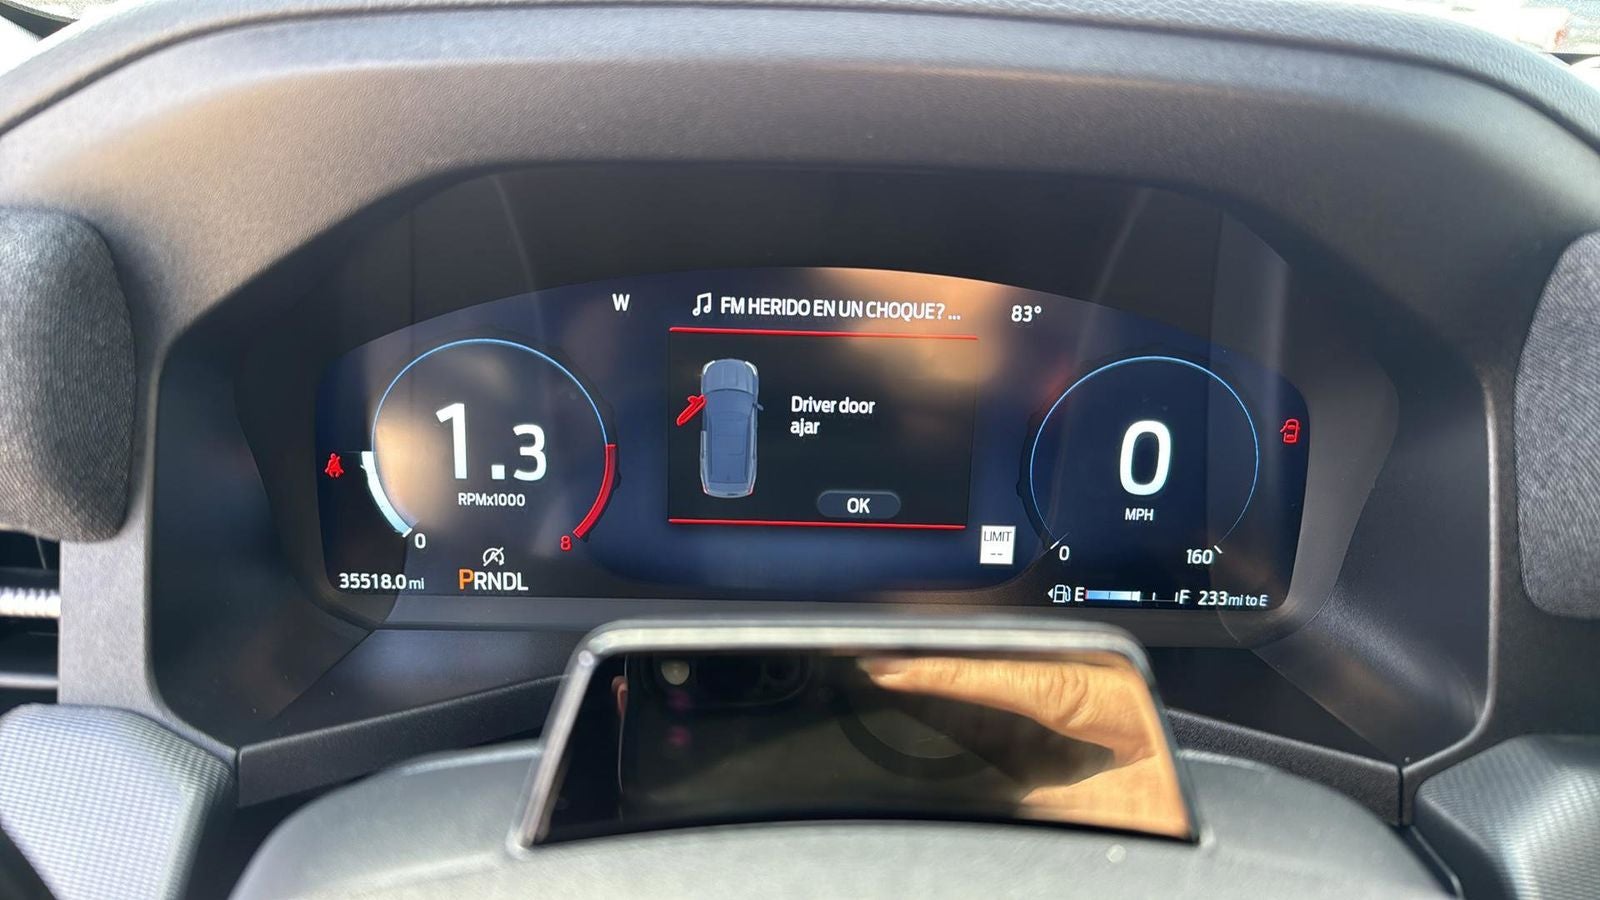 W
FM HERIDO EN UN CHOQUE? ...
83°
Driver door
ajar
OK
1.3
RPMx1000
0
8
PRNDL
35518.0 mi
LIMIT
--
0
MPH
0
160
E
F
233 mi to E